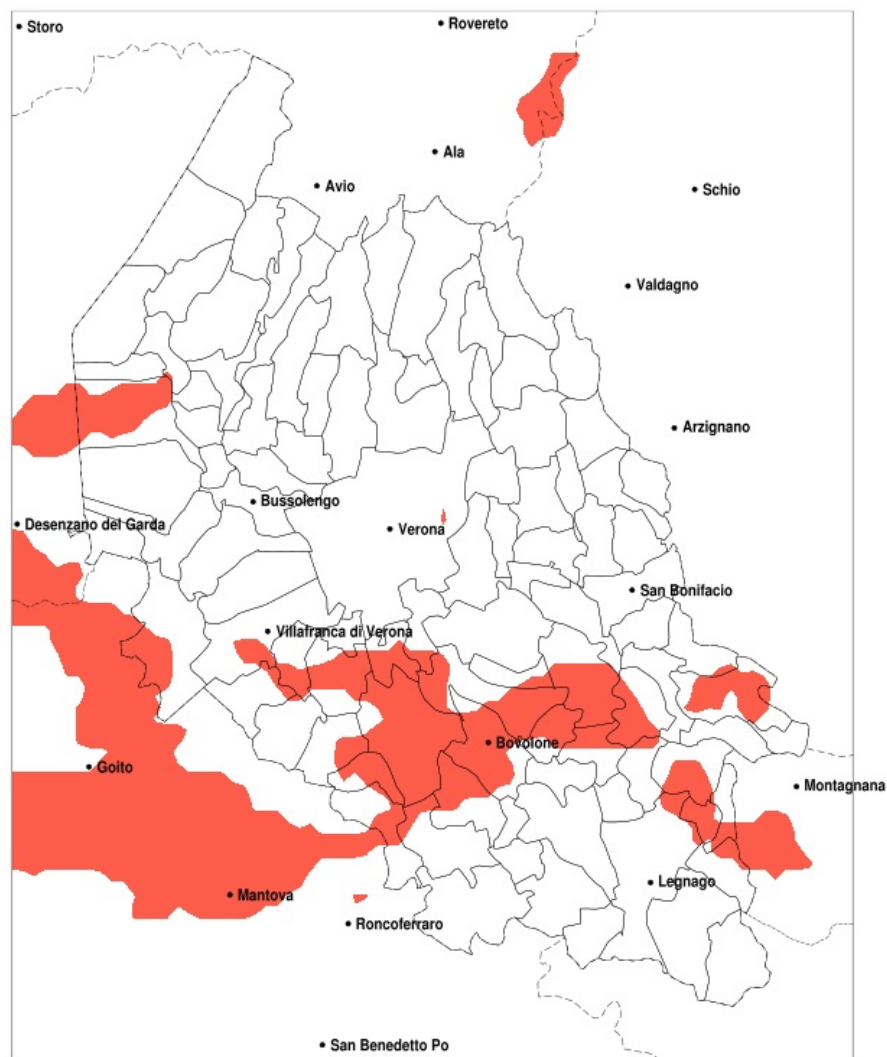 Storo
Rovereto
Ala
Avio
Schio
Valdagno
Arzignano
Bussolengo
Desenzano del Garda
Verona
San Bonifacio
Villafranca di Verona
Bovolone
Goito
Montagnana
Legnago
Mantova
Roncoferraro
San Benedetto Po